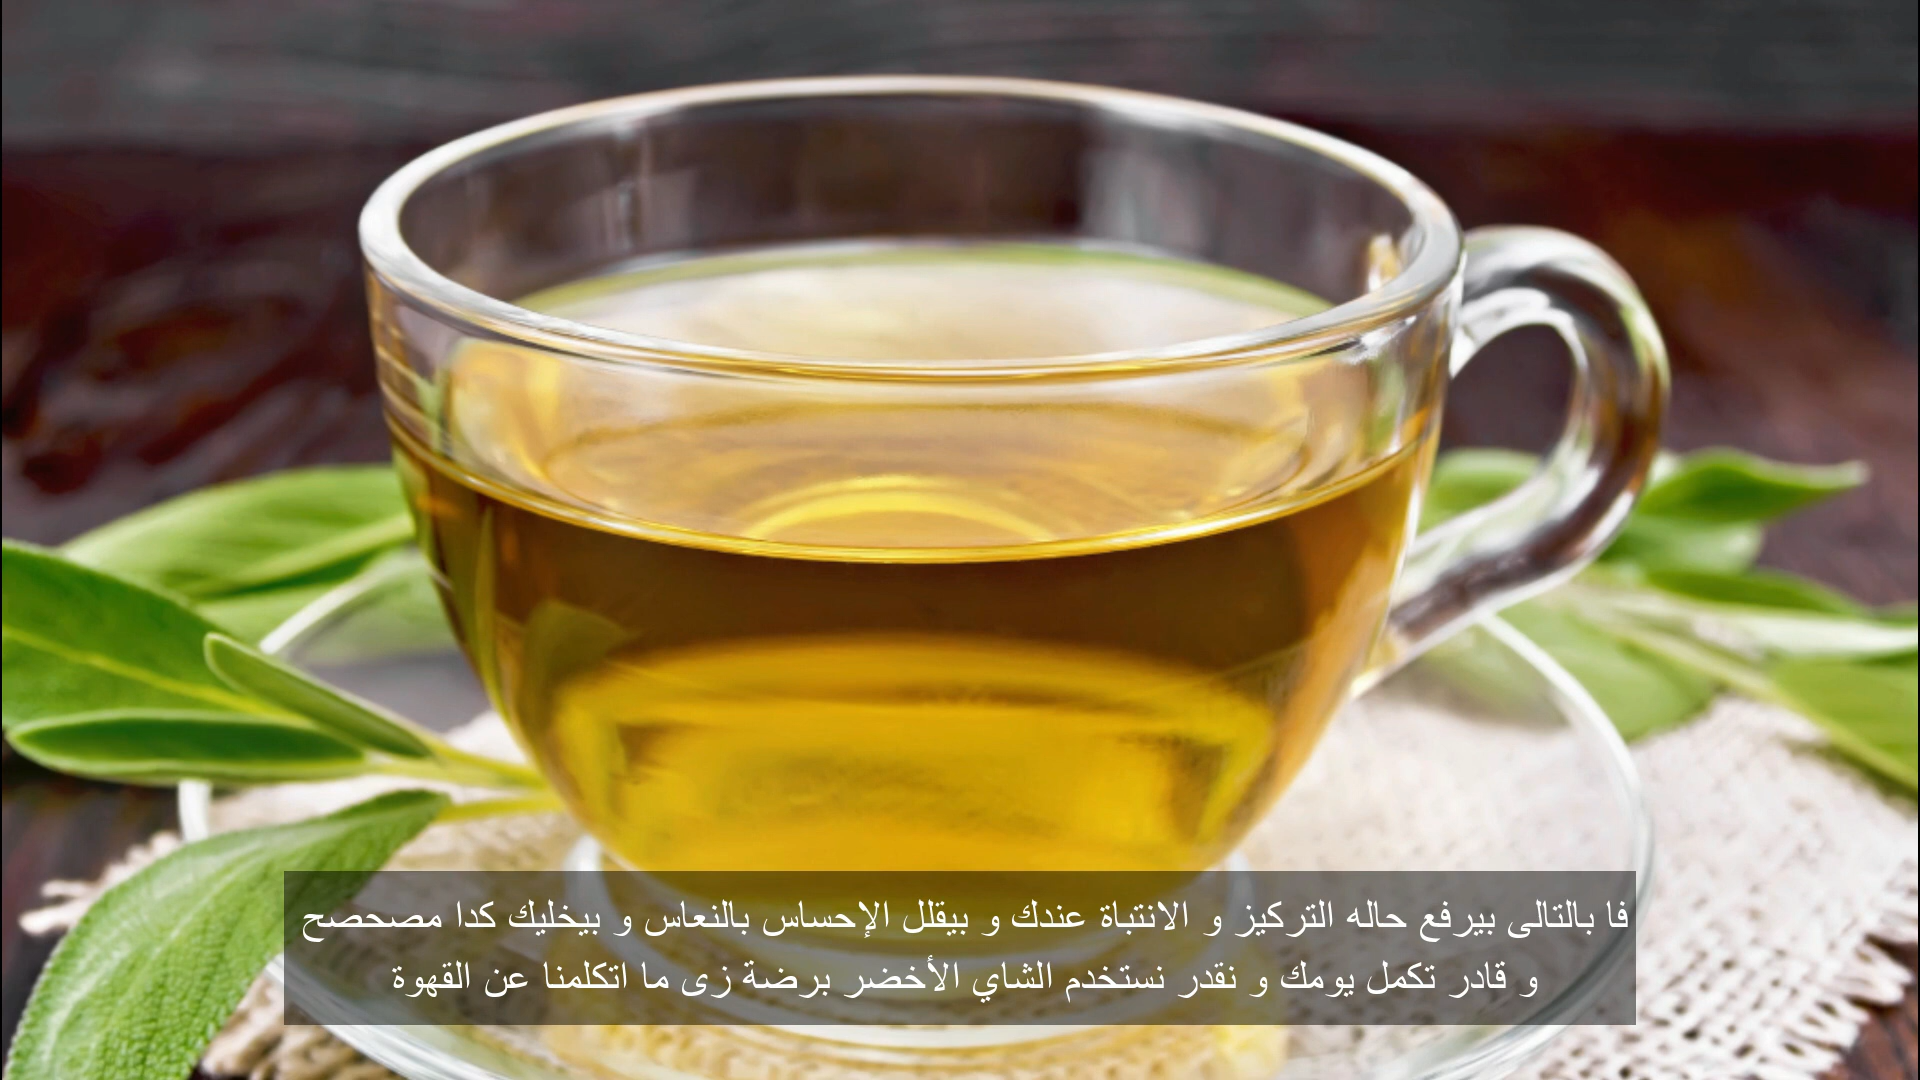 فا بالتالى بيرفع حاله التركيز و الانتباة عندك و بيقلل الإحساس بالنعاس و بيخليك كدا مصحصح
و قادر تكمل يومك و نقدر نستخدم الشاي الأخضر برضة زى ما اتكلمنا عن القهوة